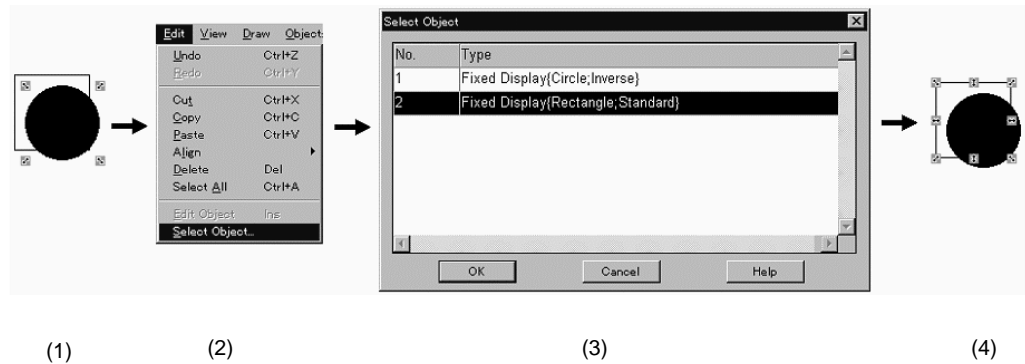 Edit View Draw Object
Undo Ctrl+Z
Redo Ctrl+Y
Cut Ctrl+X
Copy Ctrl+C
Paste Ctrl+V
Align
Delete Del
Select All Ctrl+A
Edit Object Ins
Select Object...
Select Object
No. Type
1 Fixed Display{Circle;Inverse}
2 Fixed Display{Rectangle;Standard}
OK Cancel Help
(1) (2) (3) (4)